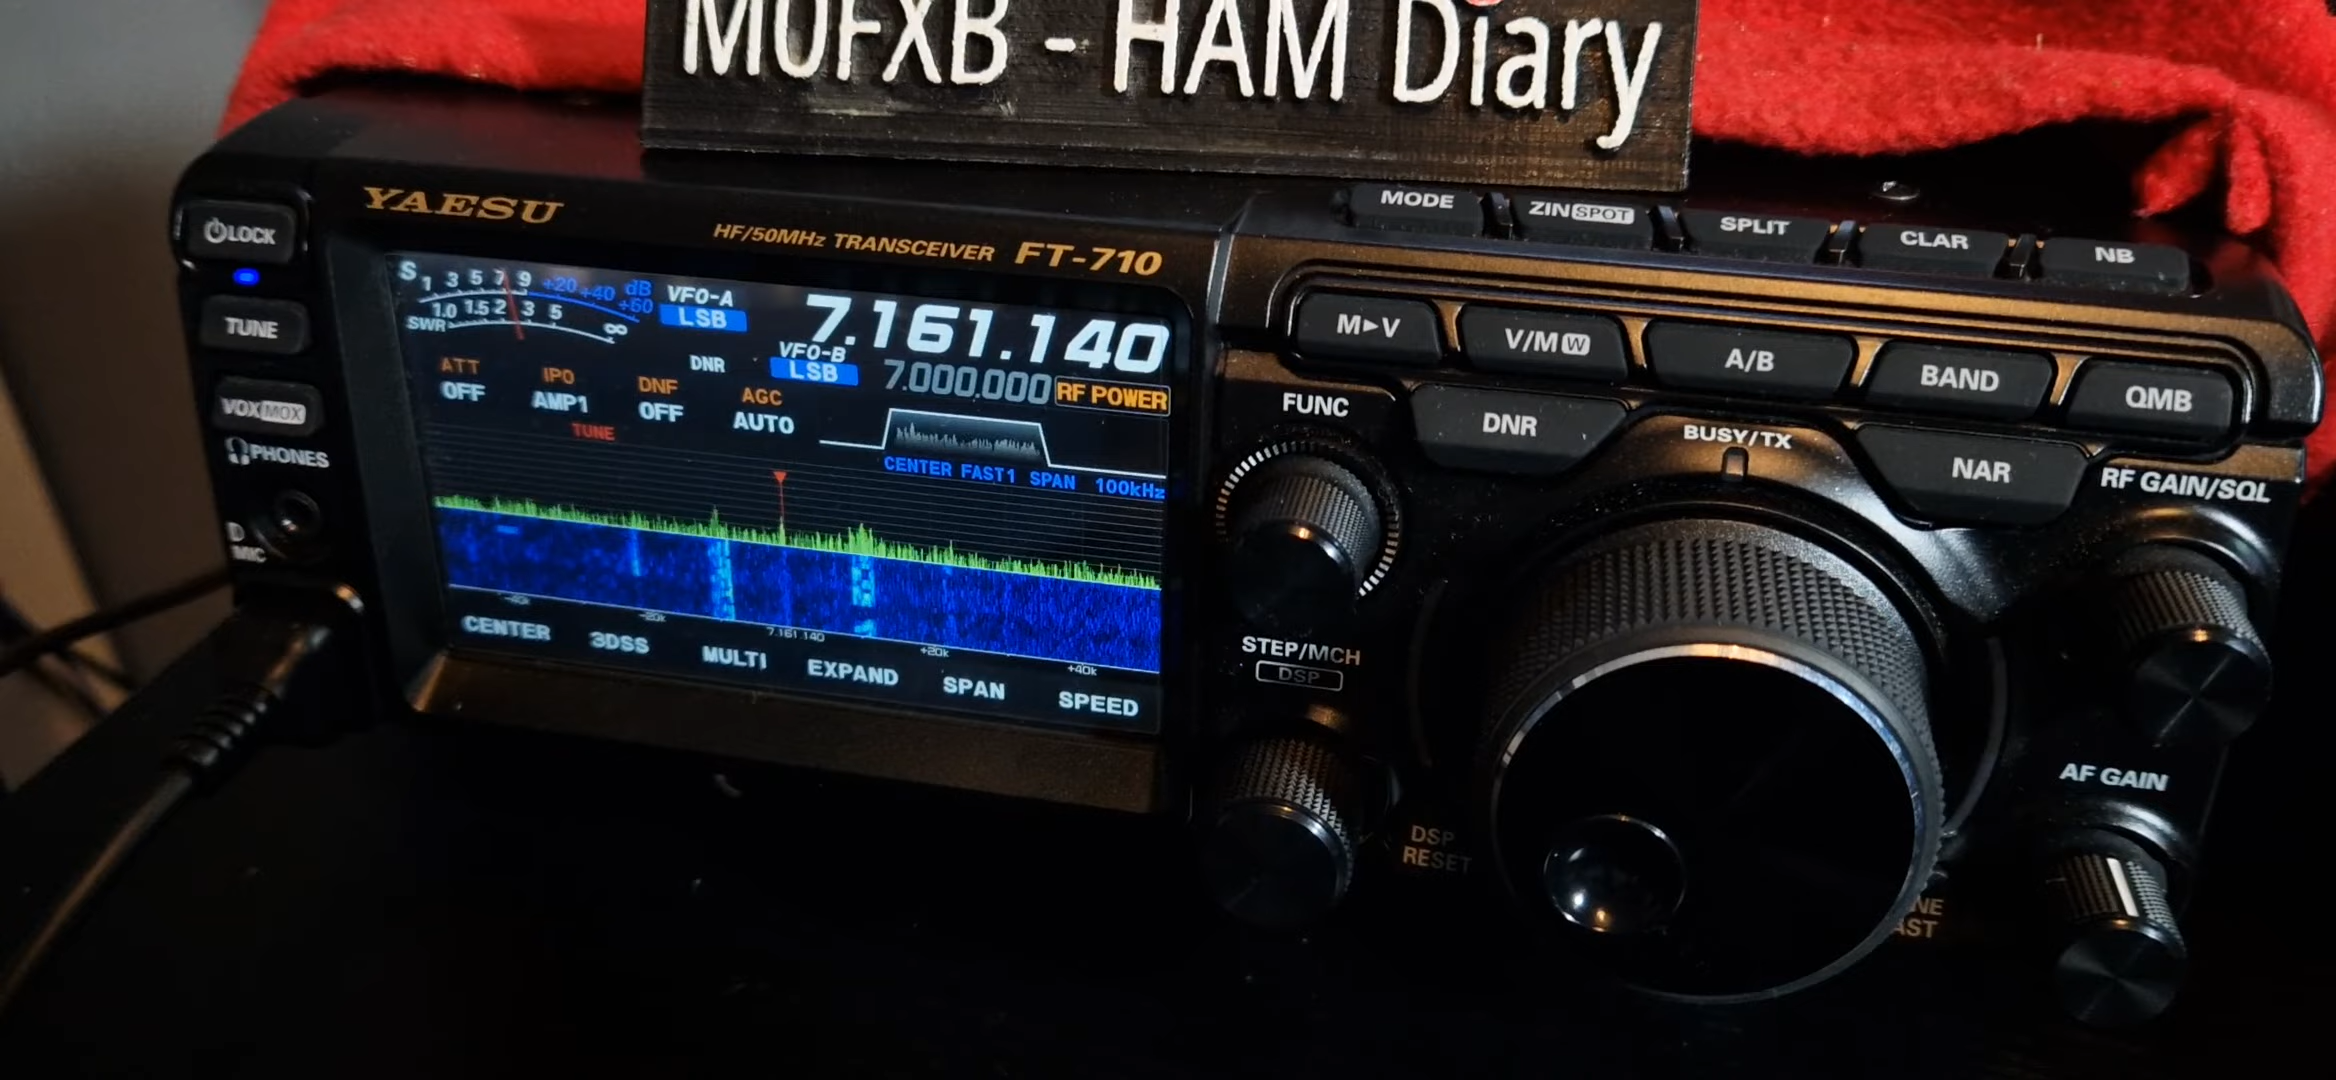 M0FXB - HAM Diary
YAESU
HF/50MHz TRANSCEIVER FT-710
LOCK
TUNE
VOX MOX
PHONES
D
MIC
S 1 3 5 7 9 +20 +40 +60 dB
SWR 1.0 1.5 2 3 5 ∞
VFO-A
LSB
7.161.140
VFO-B
LSB
7.000.000
RF POWER
DNR
ATT
OFF
IPO
AMP1
DNF
OFF
AGC
AUTO
TUNE
CENTER FAST1 SPAN 100kHz
-40k -20k 7.161.140 +20k +40k
CENTER 3DSS MULTI EXPAND SPAN SPEED
MODE ZIN SPOT SPLIT CLAR NB
M►V V/M W A/B BAND QMB
FUNC
DNR
BUSY/TX
NAR
RF GAIN/SQL
STEP/MCH
DSP
DSP
RESET
AF GAIN